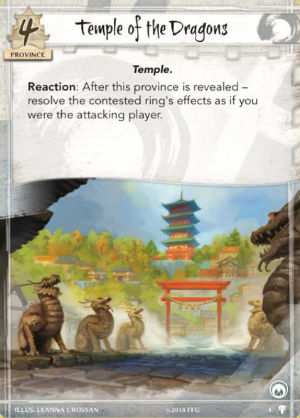 4
Temple of the Dragons
PROVINCE
Temple.
Reaction: After this province is revealed –
resolve the contested ring's effects as if you
were the attacking player.
ILLUS: LEANNA CROSSAN
©2018 FFG
4